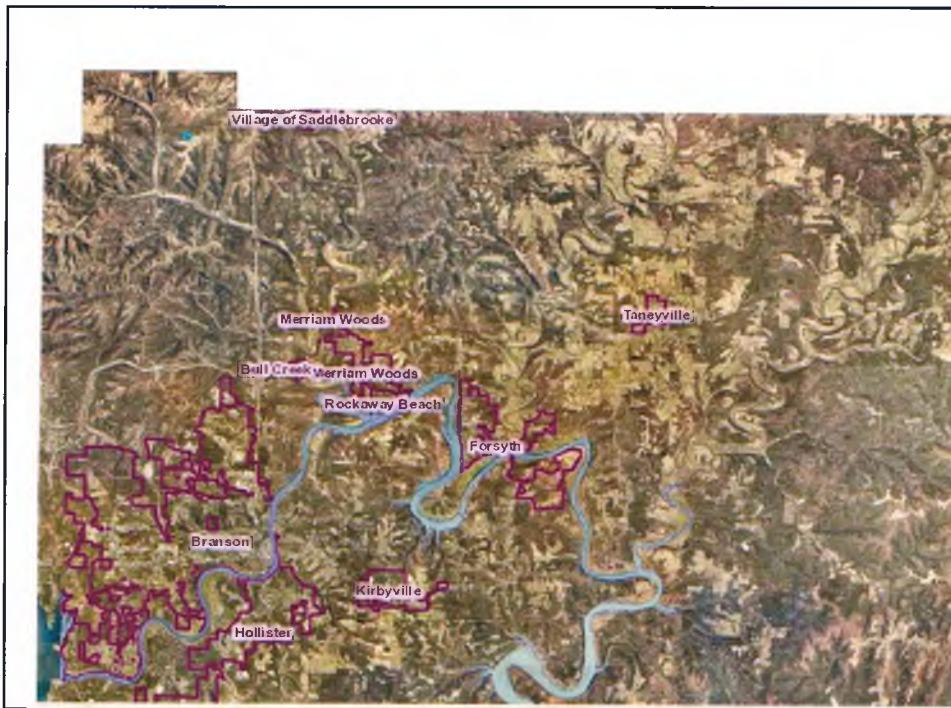 Village of Saddlebrooke
Merriam Woods
Taneyville
Bull Creek
Merriam Woods
Rockaway Beach
Forsyth
Branson
Kirbyville
Hollister